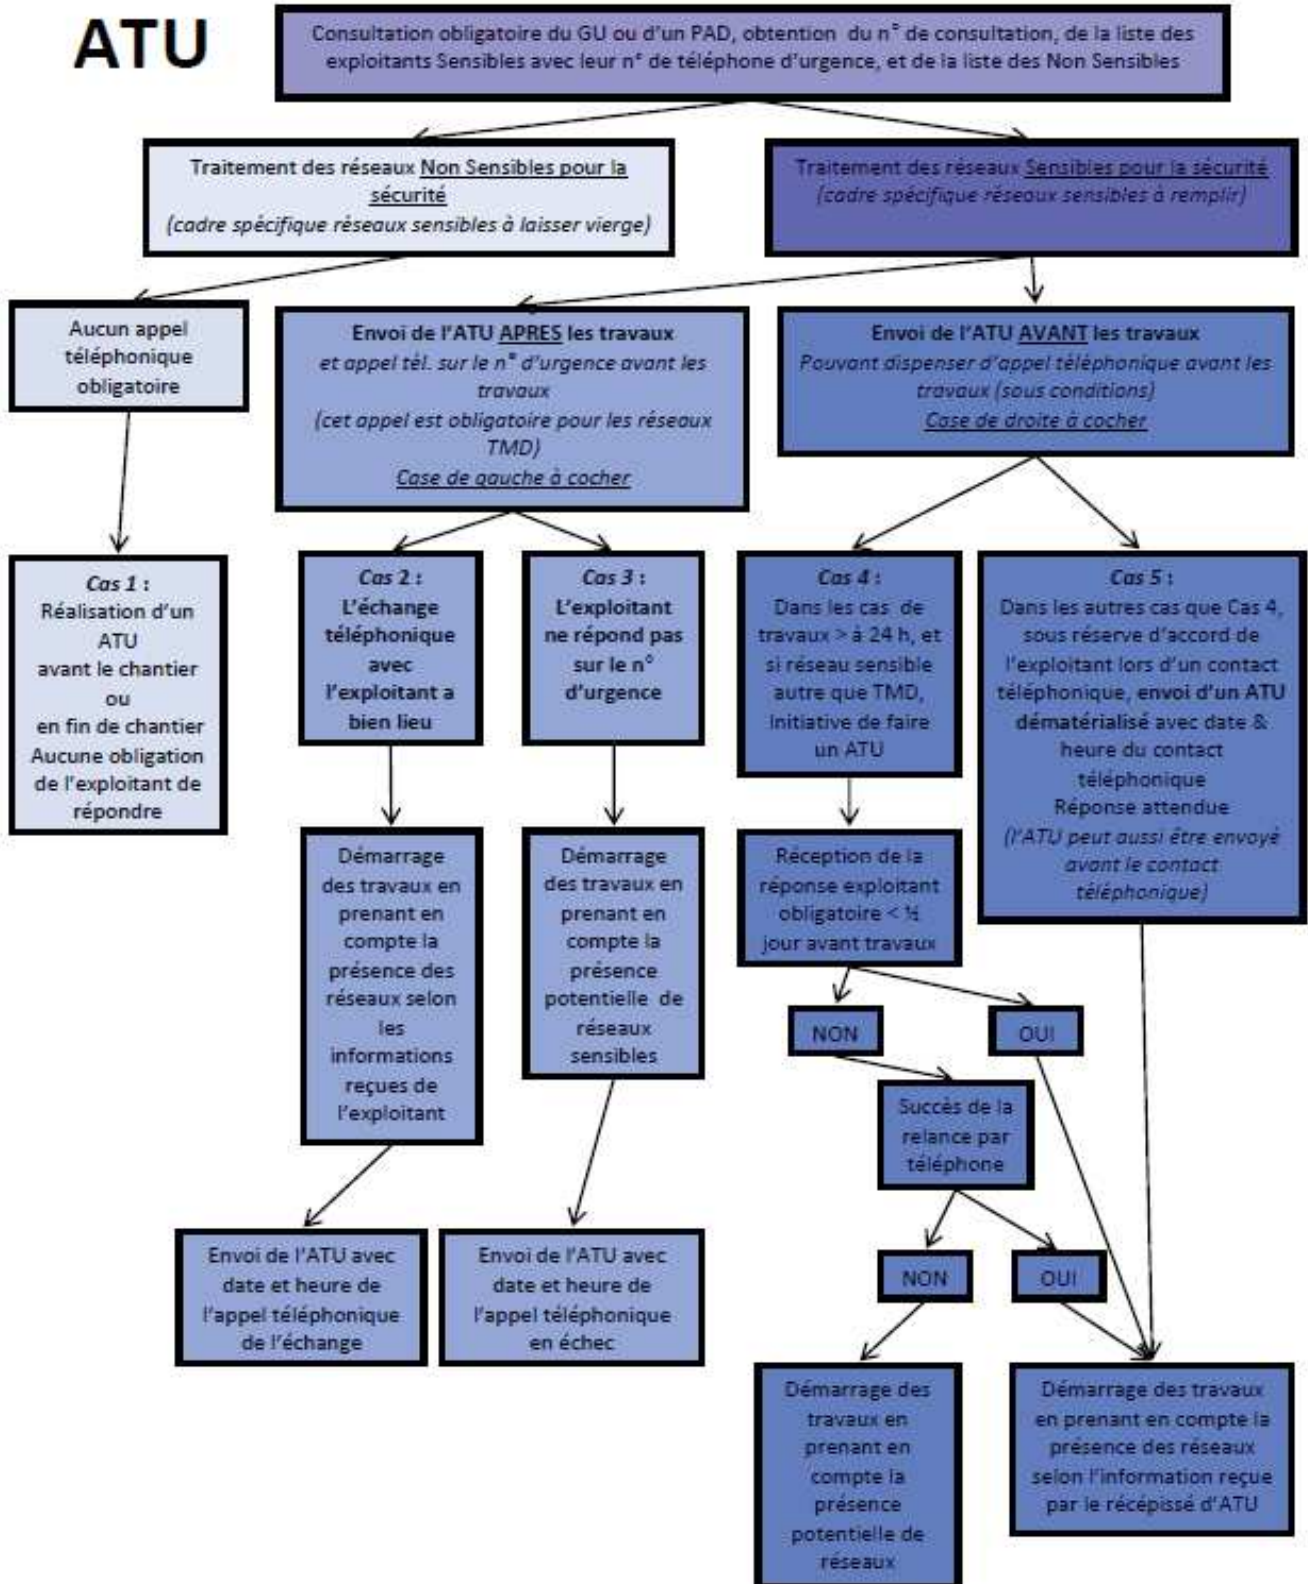 ATU
Consultation obligatoire du GU ou d'un PAD, obtention du n° de consultation, de la liste des
exploitants Sensibles avec leur n° de téléphone d'urgence, et de la liste des Non Sensibles
Traitement des réseaux Non Sensibles pour la
sécurité
(cadre spécifique réseaux sensibles à laisser vierge)
Traitement des réseaux Sensibles pour la sécurité
(cadre spécifique réseaux sensibles à remplir)
Aucun appel
téléphonique
obligatoire
Envoi de l'ATU APRES les travaux
et appel tèl. sur le n° d'urgence avant les
travaux
(cet appel est obligatoire pour les réseaux
TMD)
Case de gauche à cocher
Envoi de l'ATU AVANT les travaux
Pouvant dispenser d'appel téléphonique avant les
travaux (sous conditions)
Case de droite à cocher
Cas 1 :
Réalisation d'un
ATU
avant le chantier
ou
en fin de chantier
Aucune obligation
de l'exploitant de
répondre
Cas 2 :
L'échange
téléphonique
avec
l'exploitant a
bien lieu
Cas 3 :
L'exploitant
ne répond pas
sur le n°
d'urgence
Cas 4 :
Dans les cas de
travaux > à 24 h, et
si réseau sensible
autre que TMD,
Initiative de faire
un ATU
Cas 5 :
Dans les autres cas que Cas 4,
sous réserve d'accord de
l'exploitant lors d'un contact
téléphonique, envoi d'un ATU
dématérialisé avec date &
heure du contact
téléphonique
Réponse attendue
(l'ATU peut aussi être envoyé
avant le contact
téléphonique)
Démarrage
des travaux en
prenant en
compte la
présence des
réseaux selon
les
informations
reçues de
l'exploitant
Démarrage
des travaux en
prenant en
compte la
présence
potentielle de
réseaux
sensibles
Réception de la
réponse exploitant
obligatoire < ½
jour avant travaux
NON
OUI
Succès de la
relance par
téléphone
NON
OUI
Envoi de l'ATU avec
date et heure de
l'appel téléphonique
de l'échange
Envoi de l'ATU avec
date et heure de
l'appel téléphonique
en échec
Démarrage des
travaux en
prenant en
compte la
présence
potentielle de
réseaux
Démarrage des travaux
en prenant en compte la
présence des réseaux
selon l'information reçue
par le récépissé d'ATU